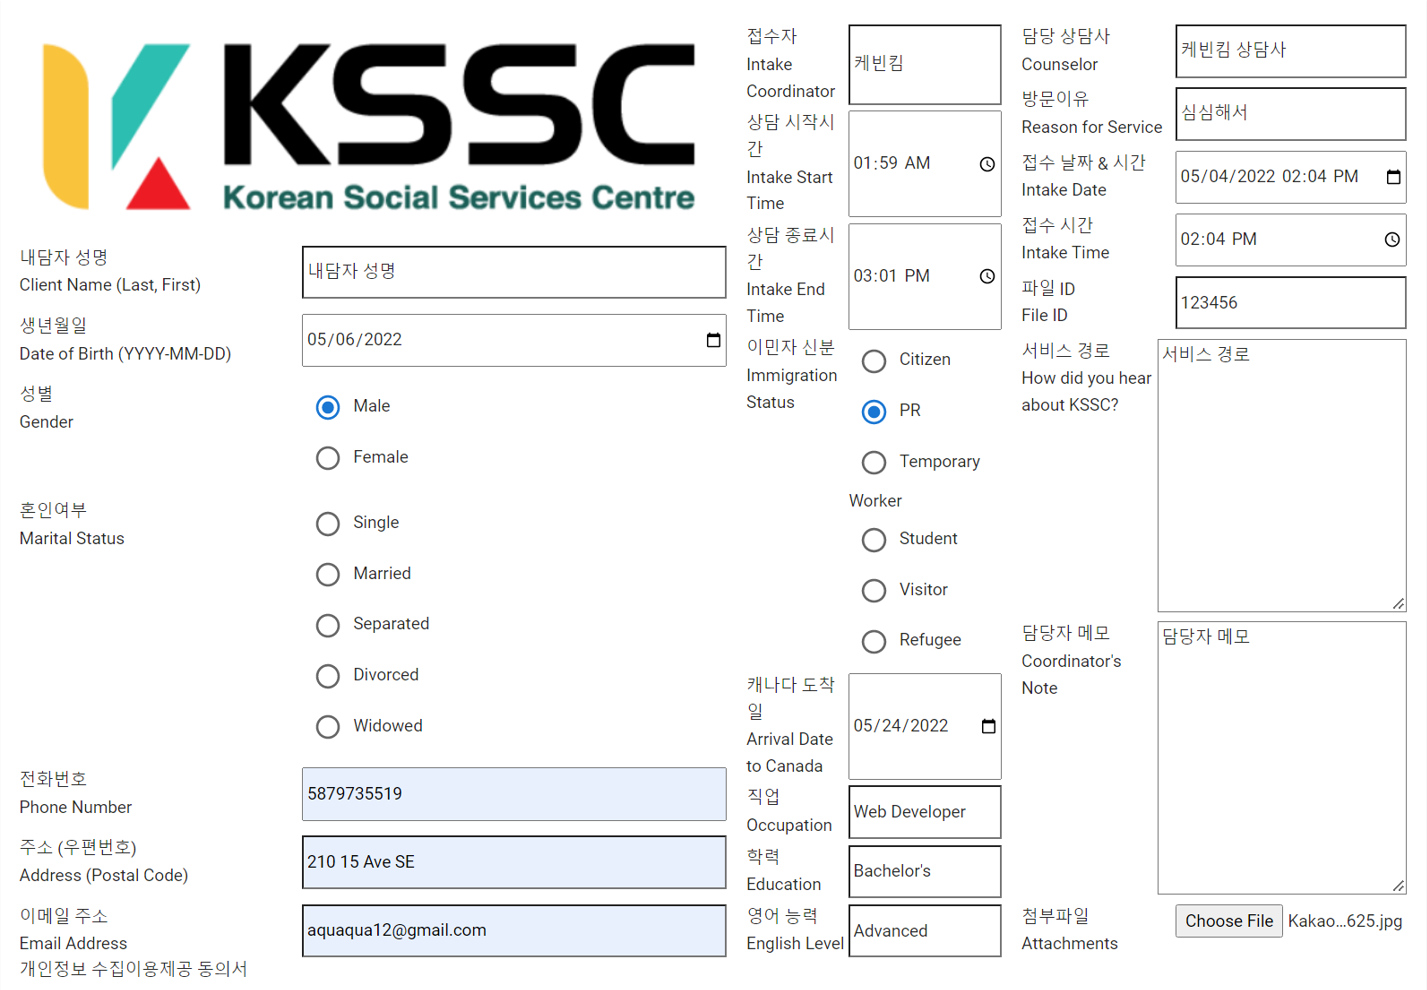 KSSC
Korean Social Services Centre
내담자 성명
Client Name (Last, First)
내담자 성명
생년월일
Date of Birth (YYYY-MM-DD)
05/06/2022
성별
Gender
Male
Female
혼인여부
Marital Status
Single
Married
Separated
Divorced
Widowed
전화번호
Phone Number
5879735519
주소 (우편번호)
Address (Postal Code)
210 15 Ave SE
이메일 주소
Email Address
aquaqua12@gmail.com
개인정보 수집이용제공 동의서
접수자
Intake
Coordinator
케빈킴
상담 시작시
간
Intake Start
Time
01:59 AM
상담 종료시
간
Intake End
Time
03:01 PM
이민자 신분
Immigration
Status
Citizen
PR
Temporary
Worker
Student
Visitor
Refugee
캐나다 도착
일
Arrival Date
to Canada
05/24/2022
직업
Occupation
Web Developer
학력
Education
Bachelor's
영어 능력
English Level
Advanced
담당 상담사
Counselor
케빈킴 상담사
방문이유
Reason for Service
심심해서
접수 날짜 & 시간
Intake Date
05/04/2022 02:04 PM
접수 시간
Intake Time
02:04 PM
파일 ID
File ID
123456
서비스 경로
How did you hear
about KSSC?
서비스 경로
담당자 메모
Coordinator's
Note
담당자 메모
첨부파일
Attachments
Choose File Kakao...625.jpg